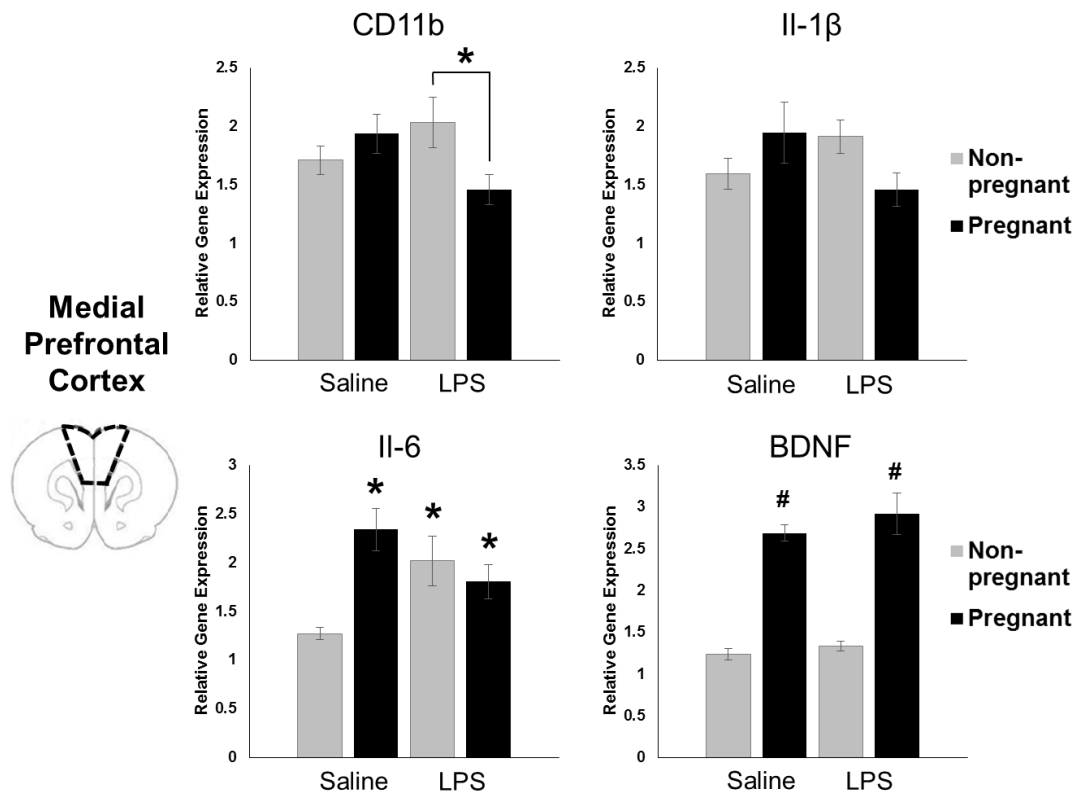 CD11b
*
Relative Gene Expression
2.5
2
1.5
1
0.5
0
Saline
LPS
Il-1β
Relative Gene Expression
2.5
2
1.5
1
0.5
0
Saline
LPS
Non-
pregnant
Pregnant
Medial
Prefrontal
Cortex
Il-6
Relative Gene Expression
3
2.5
2
1.5
1
0.5
0
*
*
*
Saline
LPS
BDNF
Relative Gene Expression
3.5
3
2.5
2
1.5
1
0.5
0
#
#
Saline
LPS
Non-
pregnant
Pregnant